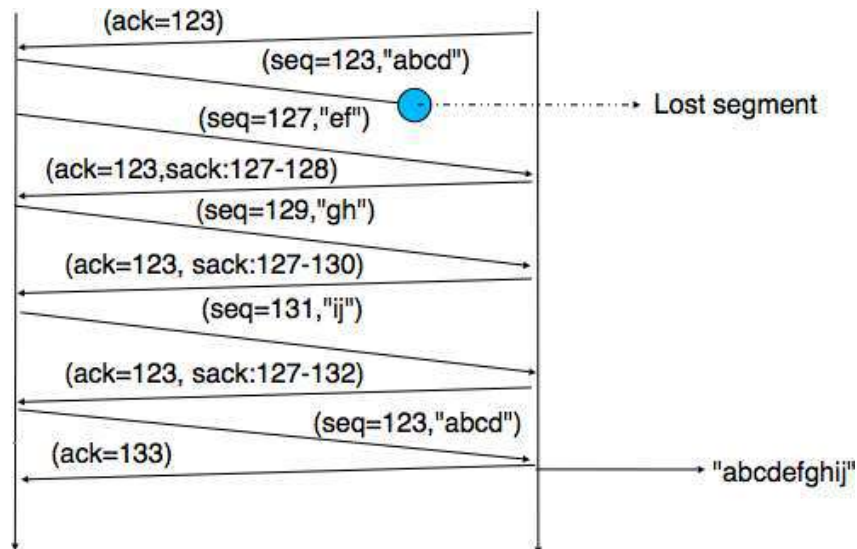 (ack=123)
(seq=123,"abcd")
Lost segment
(seq=127,"ef")
(ack=123,sack:127-128)
(seq=129,"gh")
(ack=123, sack:127-130)
(seq=131,"ij")
(ack=123, sack:127-132)
(seq=123,"abcd")
(ack=133)
"abcdefghij"